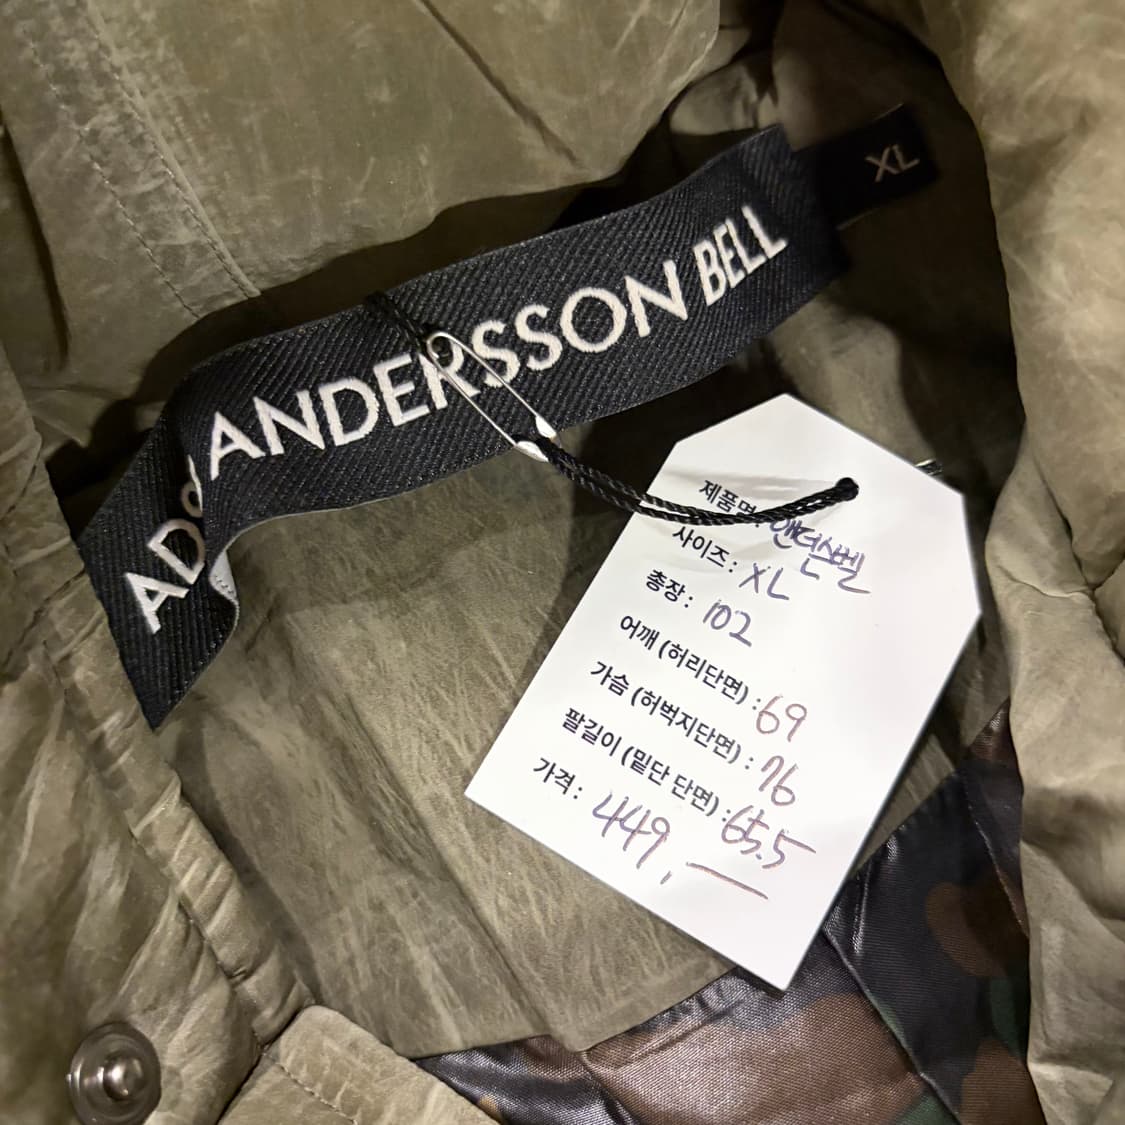 XL
ADSB ANDERSSON BELL
제품명: 앤더슨벨
사이즈: XL
총장: 102
어깨 (허리단면) : 69
가슴 (허벅지단면) : 76
팔길이 (밑단 단면) : 65.5
가격: 449,